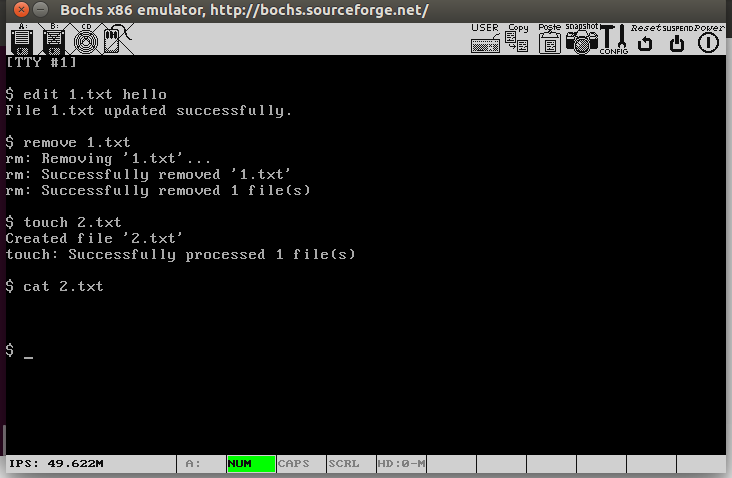 Bochs x86 emulator, http://bochs.sourceforge.net/
A: B: CD USER Copy Paste snapshot CONFIG Reset SUSPEND Power
[TTY #1]
$ edit 1.txt hello
File 1.txt updated successfully.
$ remove 1.txt
rm: Removing '1.txt'...
rm: Successfully removed '1.txt'
rm: Successfully removed 1 file(s)
$ touch 2.txt
Created file '2.txt'
touch: Successfully processed 1 file(s)
$ cat 2.txt
$ _
IPS: 49.622M A: NUM CAPS SCRL HD:0-M